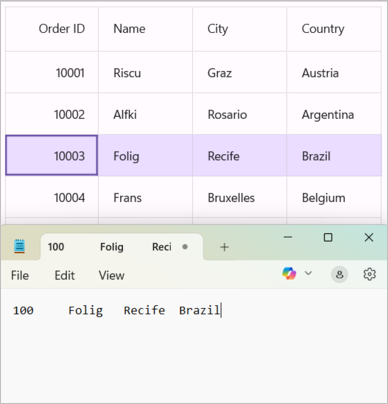 Order ID Name City Country
10001 Riscu Graz Austria
10002 Alfki Rosario Argentina
10003 Folig Recife Brazil
10004 Frans Bruxelles Belgium
100 Folig Reci
File Edit View
100 Folig Recife Brazil